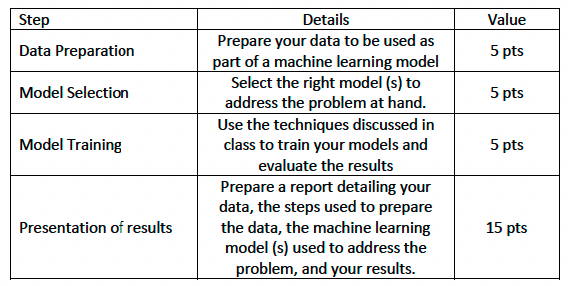 Step Details Value
Data Preparation
Prepare your data to be used as
part of a machine learning model
5 pts
Model Selection
Select the right model (s) to
address the problem at hand.
5 pts
Model Training
Use the techniques discussed in
class to train your models and
evaluate the results
5 pts
Presentation of results
Prepare a report detailing your
data, the steps used to prepare
the data, the machine learning
model (s) used to address the
problem, and your results.
15 pts